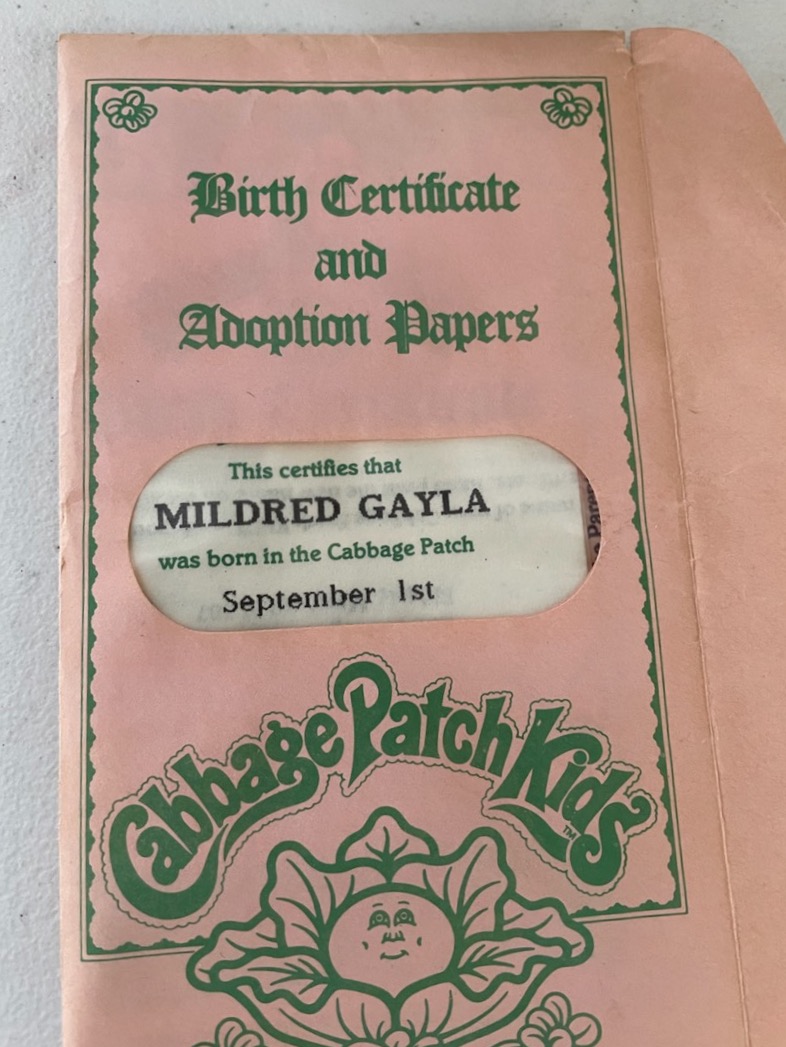 Birth Certificate
and
Adoption Papers
This certifies that
MILDRED GAYLA
was born in the Cabbage Patch
September 1st
Cabbage Patch Kids™